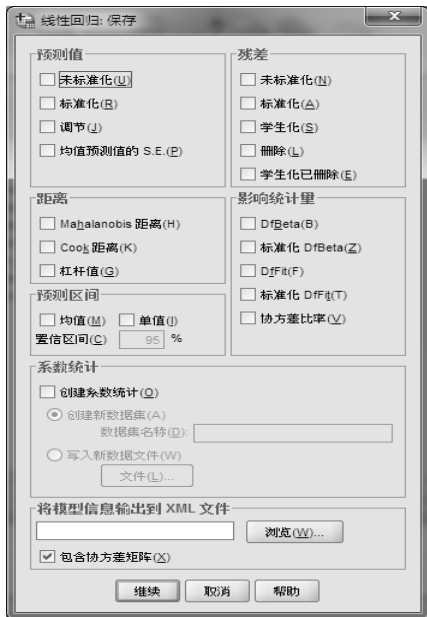 线性回归: 保存
预测值
未标准化(U)
标准化(R)
调节(J)
均值预测值的 S.E.(P)
残差
未标准化(N)
标准化(A)
学生化(S)
删除(L)
学生化已删除(E)
距离
Mahalanobis 距离(H)
Cook 距离(K)
杠杆值(G)
影响统计量
DfBeta(B)
标准化 DfBeta(Z)
DfFit(F)
标准化 DfFit(T)
协方差比率(V)
预测区间
均值(M) 单值(I)
置信区间(C) 95 %
系数统计
创建系数统计(O)
创建新数据集(A)
数据集名称(D):
写入新数据文件(W)
文件(L)...
将模型信息输出到 XML 文件
浏览(W)...
包含协方差矩阵(X)
继续 取消 帮助